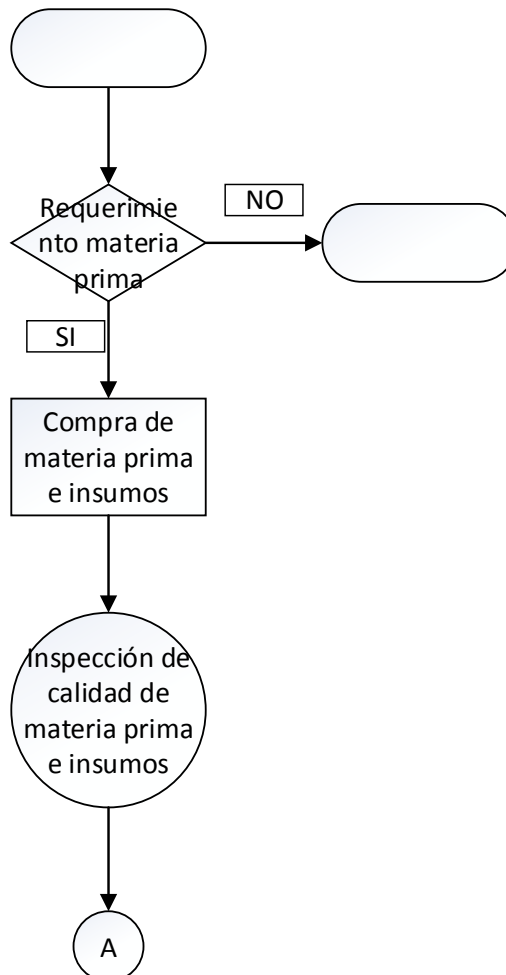 NO
Requerimie
nto materia
prima
SI
Compra de
materia prima
e insumos
Inspección de
calidad de
materia prima
e insumos
A